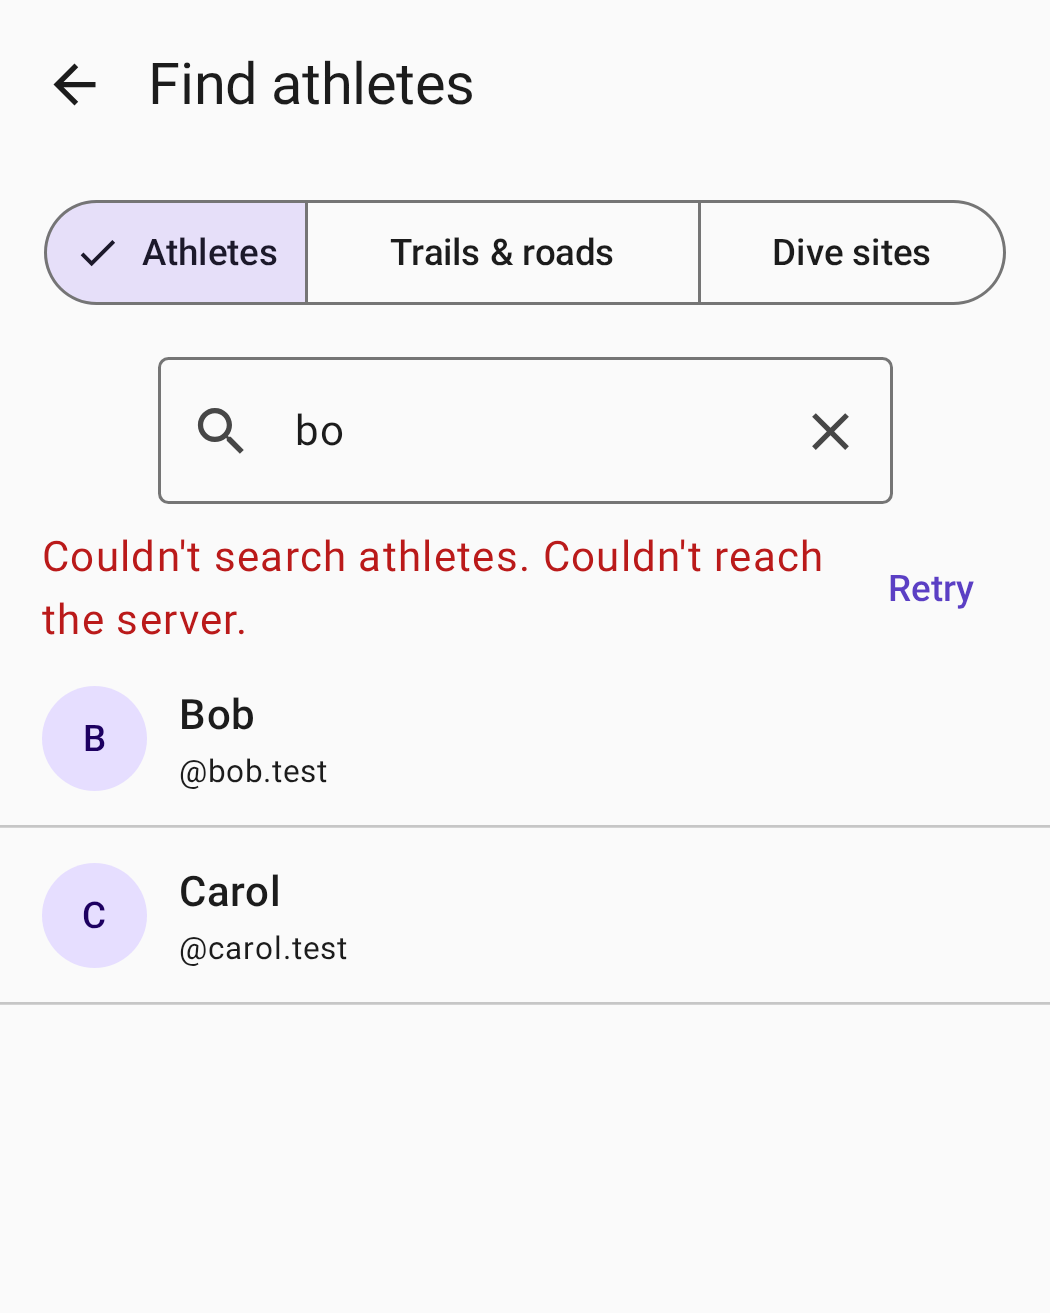 Find athletes
Athletes
Trails & roads
Dive sites
bo
Couldn't search athletes. Couldn't reach
the server.
Retry
B
Bob
@bob.test
C
Carol
@carol.test